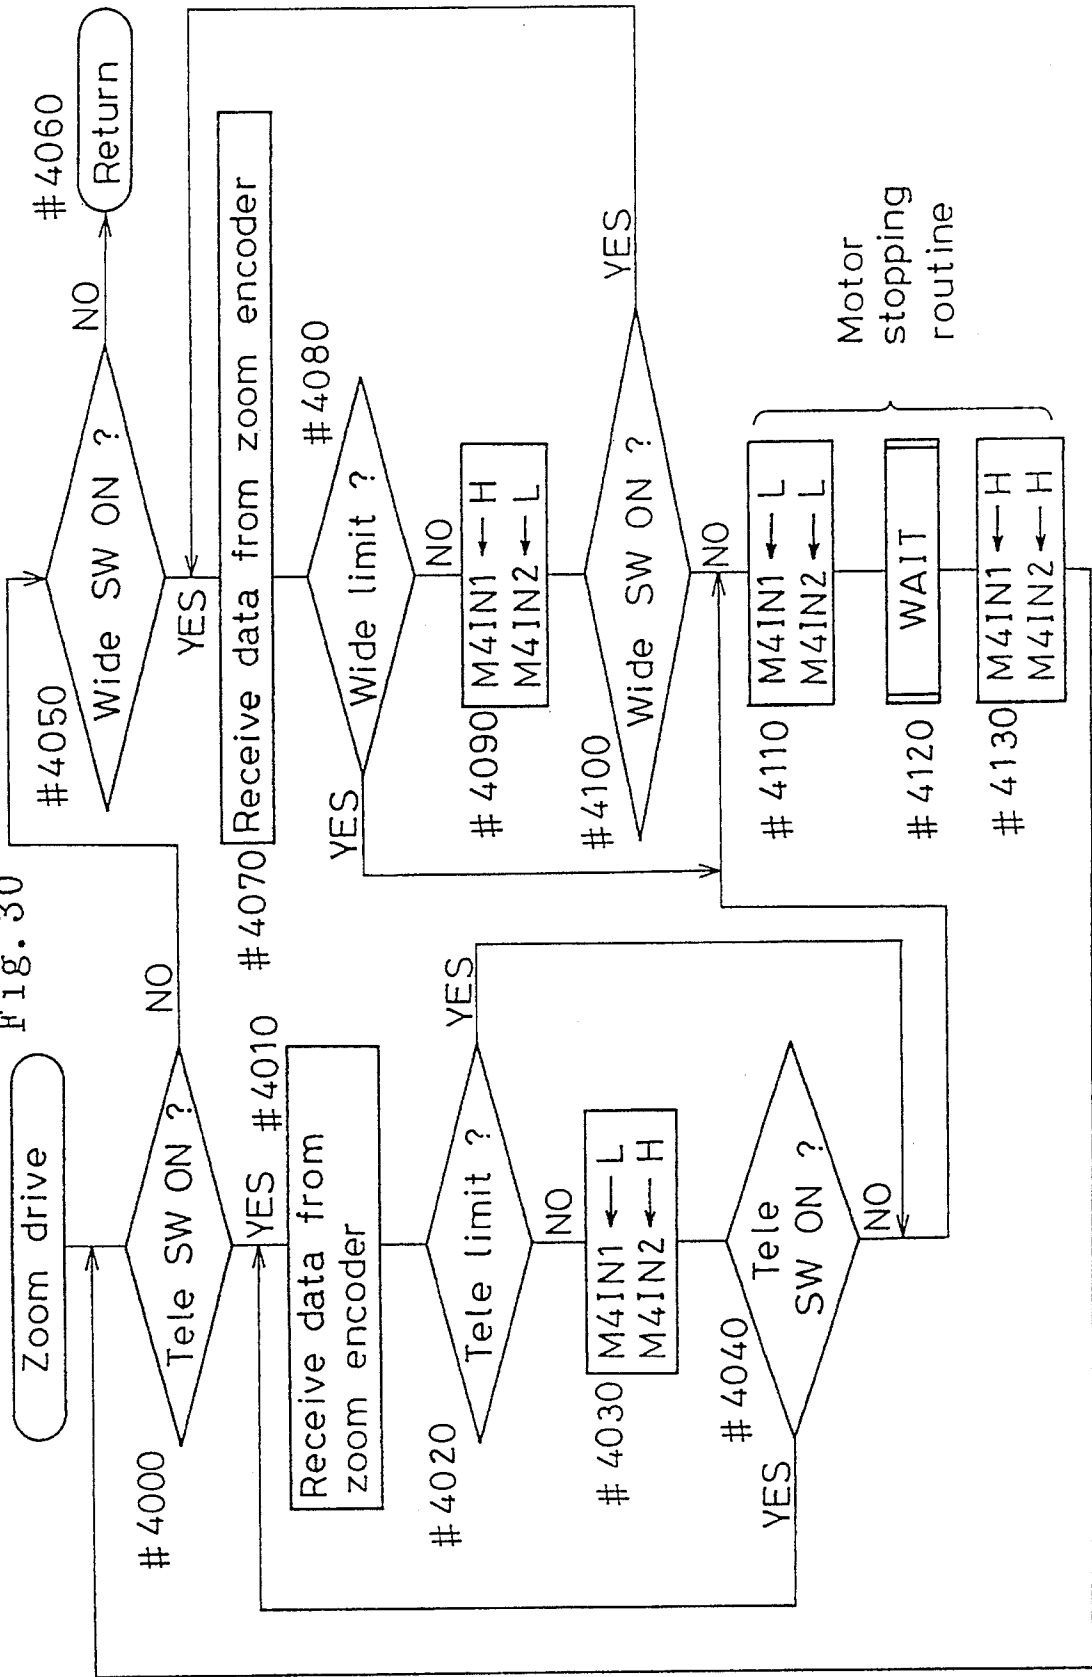 Fig. 30
Zoom drive
#4000
Tele SW ON ?
NO
YES
#4010
Receive data from
zoom encoder
#4020
Tele limit ?
YES
NO
#4030
M4IN1 ← L
M4IN2 ← H
#4040
Tele
SW ON ?
YES
NO
#4050
Wide SW ON ?
NO
#4060
Return
YES
#4070
Receive data from zoom encoder
#4080
Wide limit ?
YES
NO
#4090
M4IN1 ← H
M4IN2 ← L
#4100
Wide SW ON ?
YES
NO
#4110
M4IN1 ← L
M4IN2 ← L
#4120
WAIT
#4130
M4IN1 ← H
M4IN2 ← H
Motor
stopping
routine